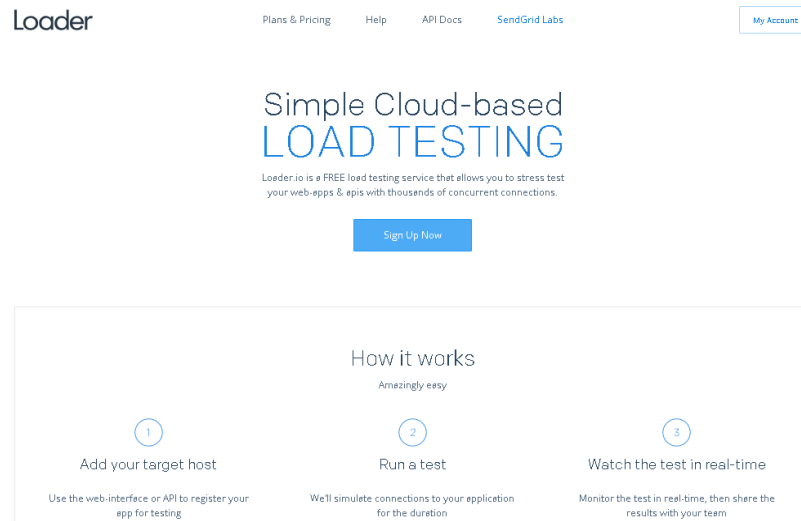 Loader
Plans & Pricing
Help
API Docs
SendGrid Labs
My Account
Simple Cloud-based
LOAD TESTING
Loader.io is a FREE load testing service that allows you to stress test
your web-apps & apis with thousands of concurrent connections.
Sign Up Now
How it works
Amazingly easy
1
2
3
Add your target host
Run a test
Watch the test in real-time
Use the web-interface or API to register your
app for testing
We'll simulate connections to your application
for the duration
Monitor the test in real-time, then share the
results with your team